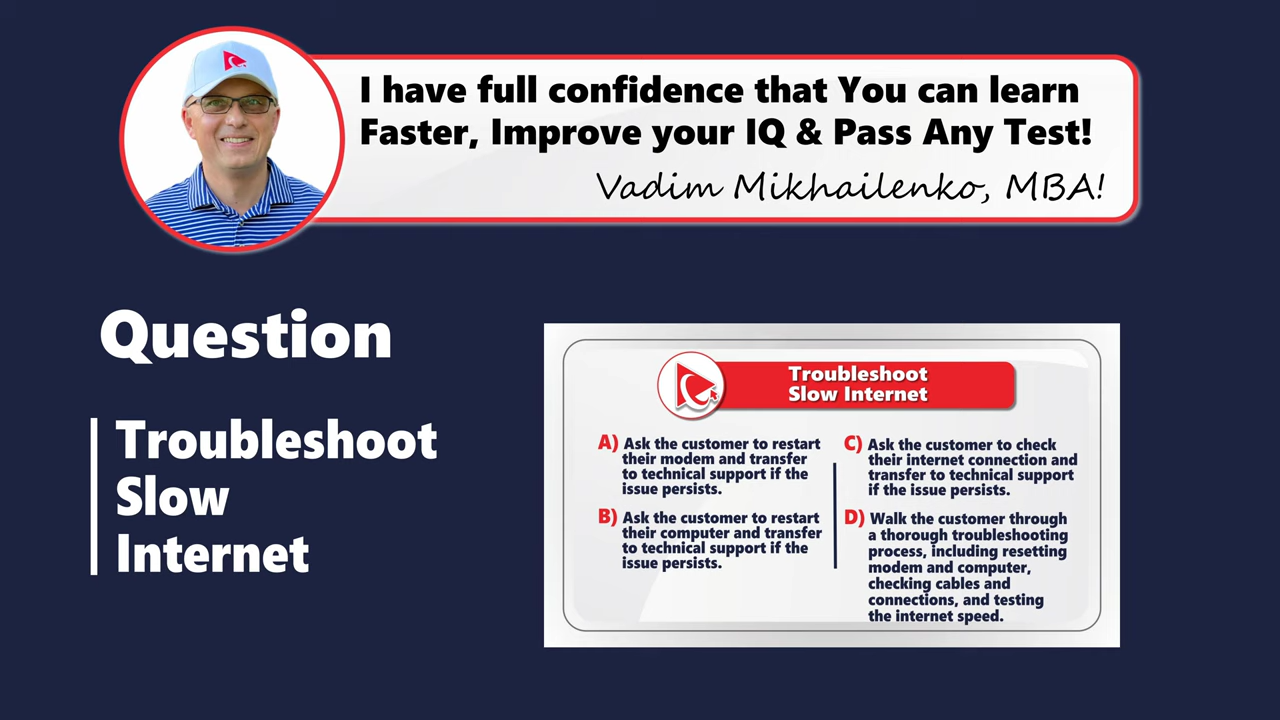 I have full confidence that You can learn
Faster, Improve your IQ & Pass Any Test!
Vadim Mikhailenko, MBA!
Question
Troubleshoot
Slow
Internet
Troubleshoot
Slow Internet
A) Ask the customer to restart
their modem and transfer
to technical support if the
issue persists.
B) Ask the customer to restart
their computer and transfer
to technical support if the
issue persists.
C) Ask the customer to check
their internet connection and
transfer to technical support
if the issue persists.
D) Walk the customer through
a thorough troubleshooting
process, including resetting
modem and computer,
checking cables and
connections, and testing
the internet speed.